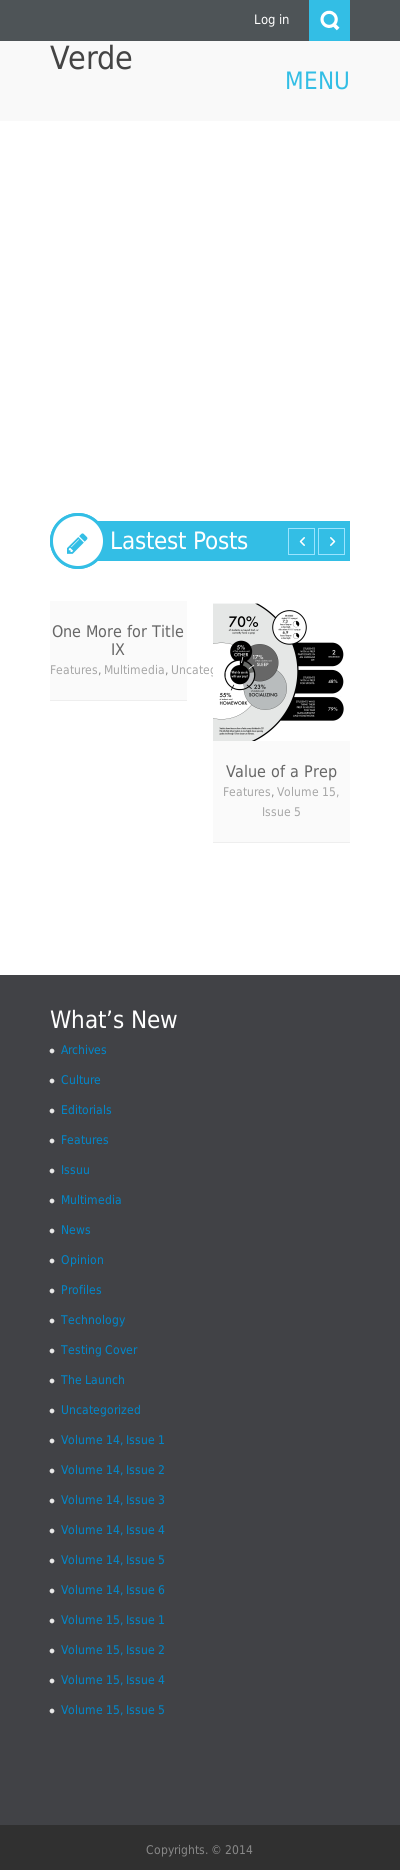 Log in
Verde
MENU
Lastest Posts
One More for Title
IX
Features, Multimedia, Uncateg
70%
5%
OTHER
17%
SLEEP
23%
SOCIALIZING
55%
HOMEWORK
2
48%
79%
Value of a Prep
Features, Volume 15,
Issue 5
What's New
Archives
Culture
Editorials
Features
Issuu
Multimedia
News
Opinion
Profiles
Technology
Testing Cover
The Launch
Uncategorized
Volume 14, Issue 1
Volume 14, Issue 2
Volume 14, Issue 3
Volume 14, Issue 4
Volume 14, Issue 5
Volume 14, Issue 6
Volume 15, Issue 1
Volume 15, Issue 2
Volume 15, Issue 4
Volume 15, Issue 5
Copyrights. © 2014